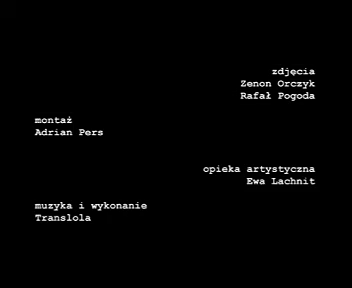 zdjęcia
Zenon Orczyk
Rafał Pogoda
montaż
Adrian Pers
opieka artystyczna
Ewa Lachnit
muzyka i wykonanie
Translola